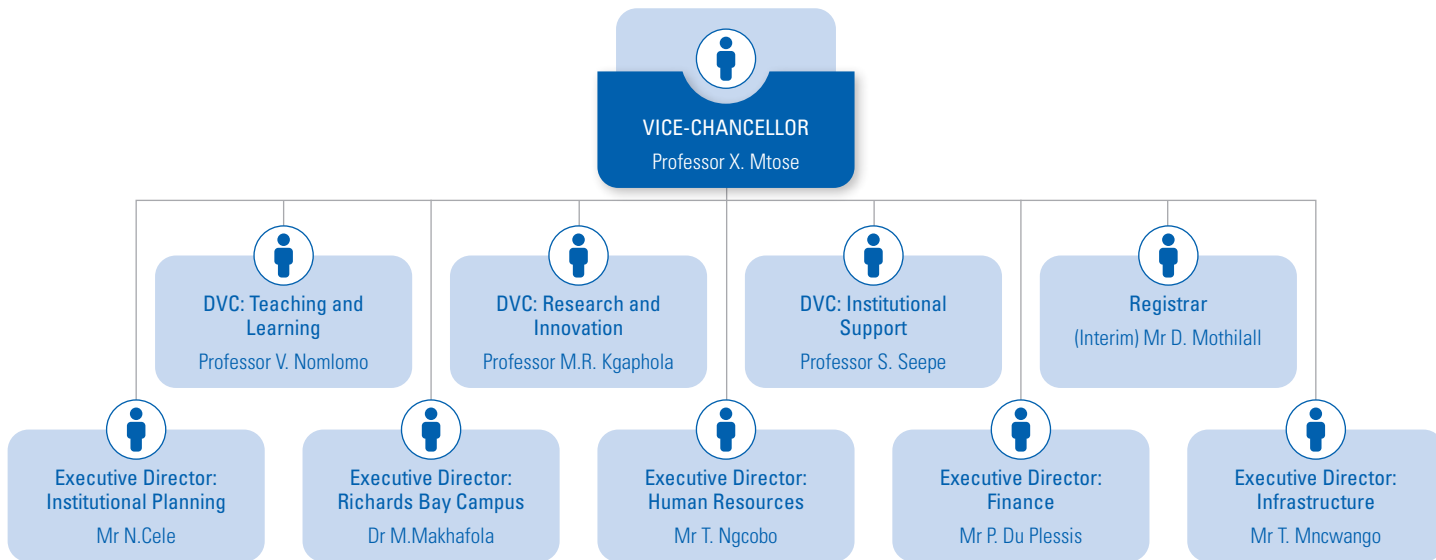 VICE-CHANCELLOR
Professor X. Mtose
DVC: Teaching and
Learning
Professor V. Nomlomo
DVC: Research and
Innovation
Professor M.R. Kgaphola
DVC: Institutional
Support
Professor S. Seepe
Registrar
(Interim) Mr D. Mothilall
Executive Director:
Institutional Planning
Mr N.Cele
Executive Director:
Richards Bay Campus
Dr M.Makhafola
Executive Director:
Human Resources
Mr T. Ngcobo
Executive Director:
Finance
Mr P. Du Plessis
Executive Director:
Infrastructure
Mr T. Mncwango